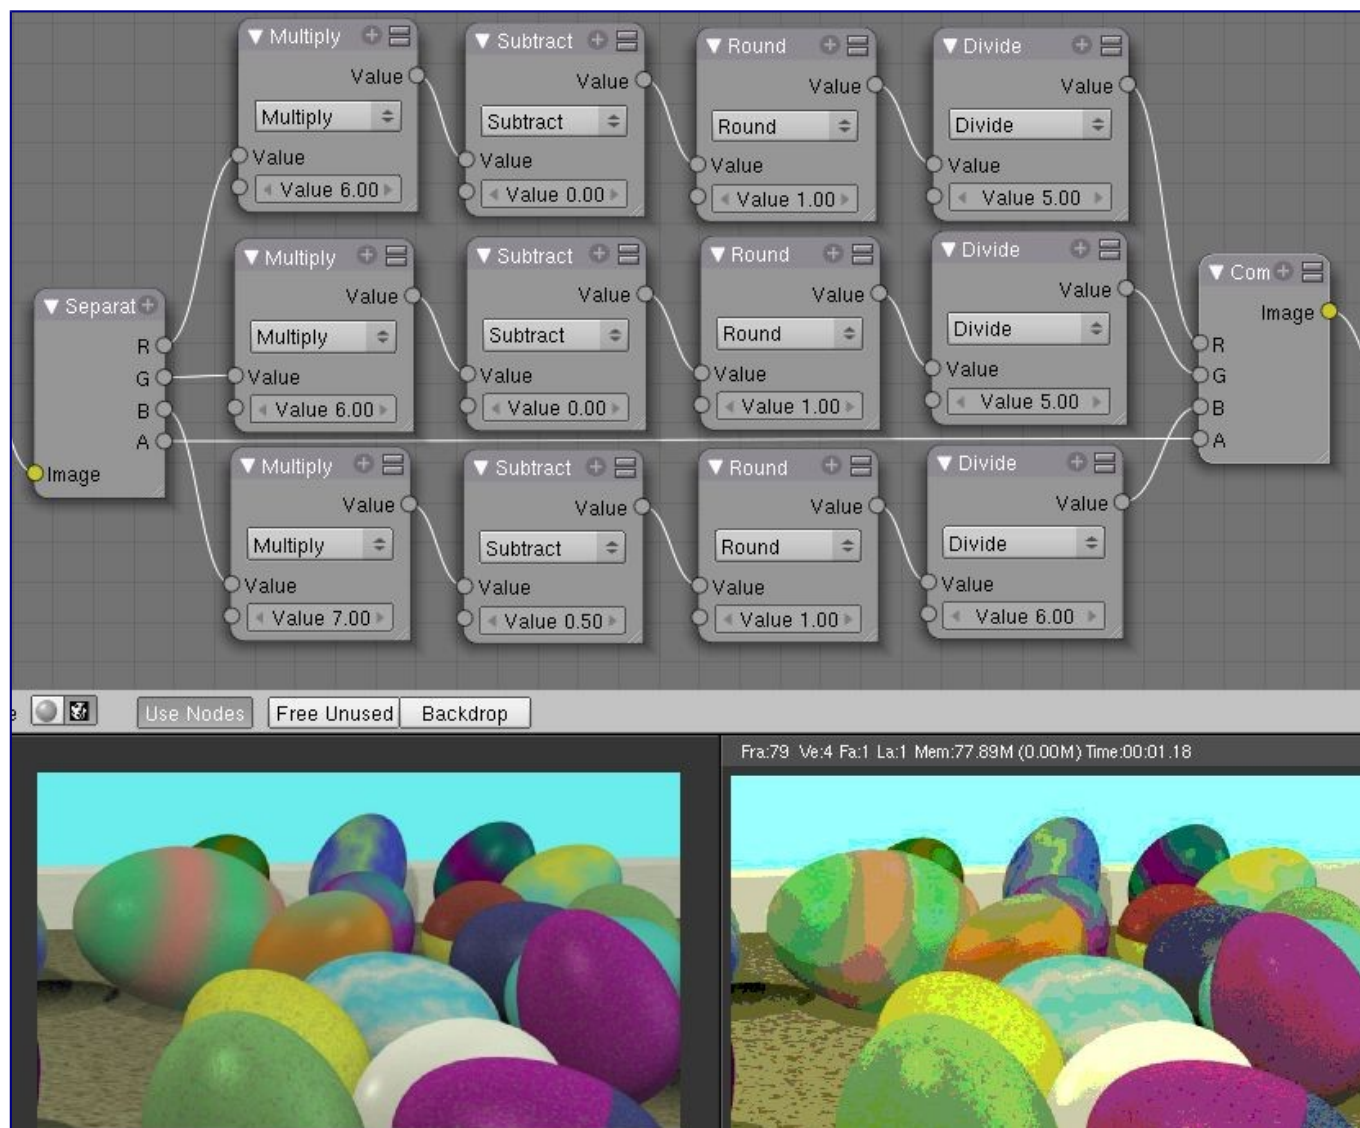 Multiply
Value
Multiply
Value
Value 6.00
Subtract
Value
Subtract
Value
Value 0.00
Round
Value
Round
Value
Value 1.00
Divide
Value
Divide
Value
Value 5.00
Separat
R
G
B
A
Image
Multiply
Value
Multiply
Value
Value 6.00
Subtract
Value
Subtract
Value
Value 0.00
Round
Value
Round
Value
Value 1.00
Divide
Value
Divide
Value
Value 5.00
Com
Image
R
G
B
A
Multiply
Value
Multiply
Value
Value 7.00
Subtract
Value
Subtract
Value
Value 0.50
Round
Value
Round
Value
Value 1.00
Divide
Value
Divide
Value
Value 6.00
Use Nodes
Free Unused
Backdrop
Fra:79 Ve:4 Fa:1 La:1 Mem:77.89M (0.00M) Time:00:01.18